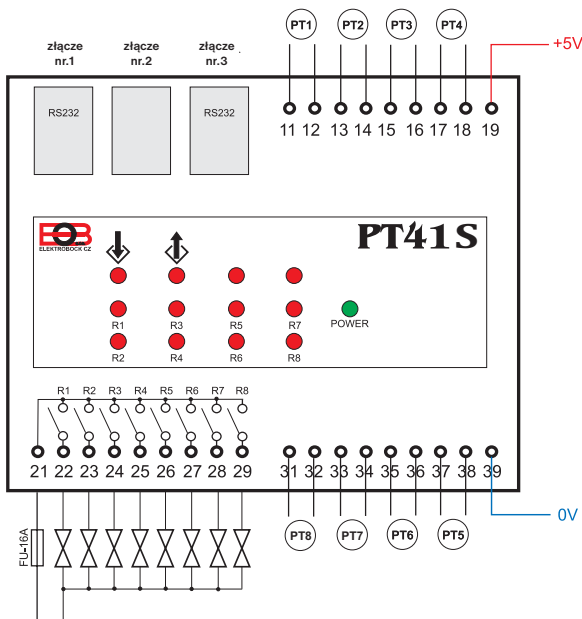 PT1 PT2 PT3 PT4
złącze nr.1
złącze nr.2
złącze nr.3
+5V
RS232 RS232
11 12 13 14 15 16 17 18 19
EOB
ELEKTROBOCK CZ
PT41 S
R1 R3 R5 R7 POWER
R2 R4 R6 R8
R1 R2 R3 R4 R5 R6 R7 R8
21 22 23 24 25 26 27 28 29
31 32 33 34 35 36 37 38 39
FU-16A
PT8 PT7 PT6 PT5
0V